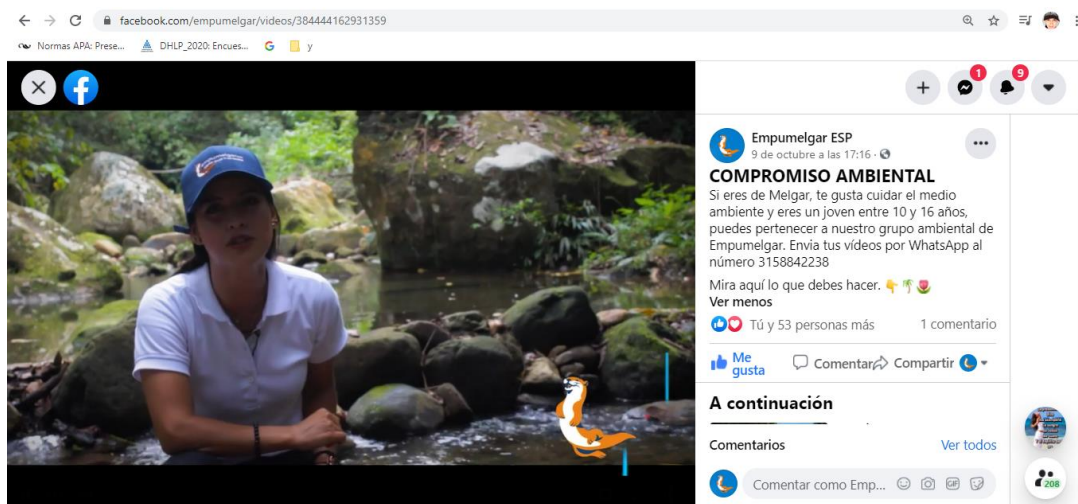 facebook.com/empumelgar/videos/384444162931359
Normas APA: Prese...
DHLP_2020: Encues...
y
1
9
Empumelgar ESP
9 de octubre a las 17:16 ·
COMPROMISO AMBIENTAL
Si eres de Melgar, te gusta cuidar el medio
ambiente y eres un joven entre 10 y 16 años,
puedes pertenecer a nuestro grupo ambiental de
Empumelgar. Envia tus vídeos por WhatsApp al
número 3158842238
Mira aquí lo que debes hacer.
Ver menos
Tú y 53 personas más
1 comentario
Me
gusta
Comentar
Compartir
A continuación
Comentarios
Ver todos
Comentar como Emp...
GIF
208